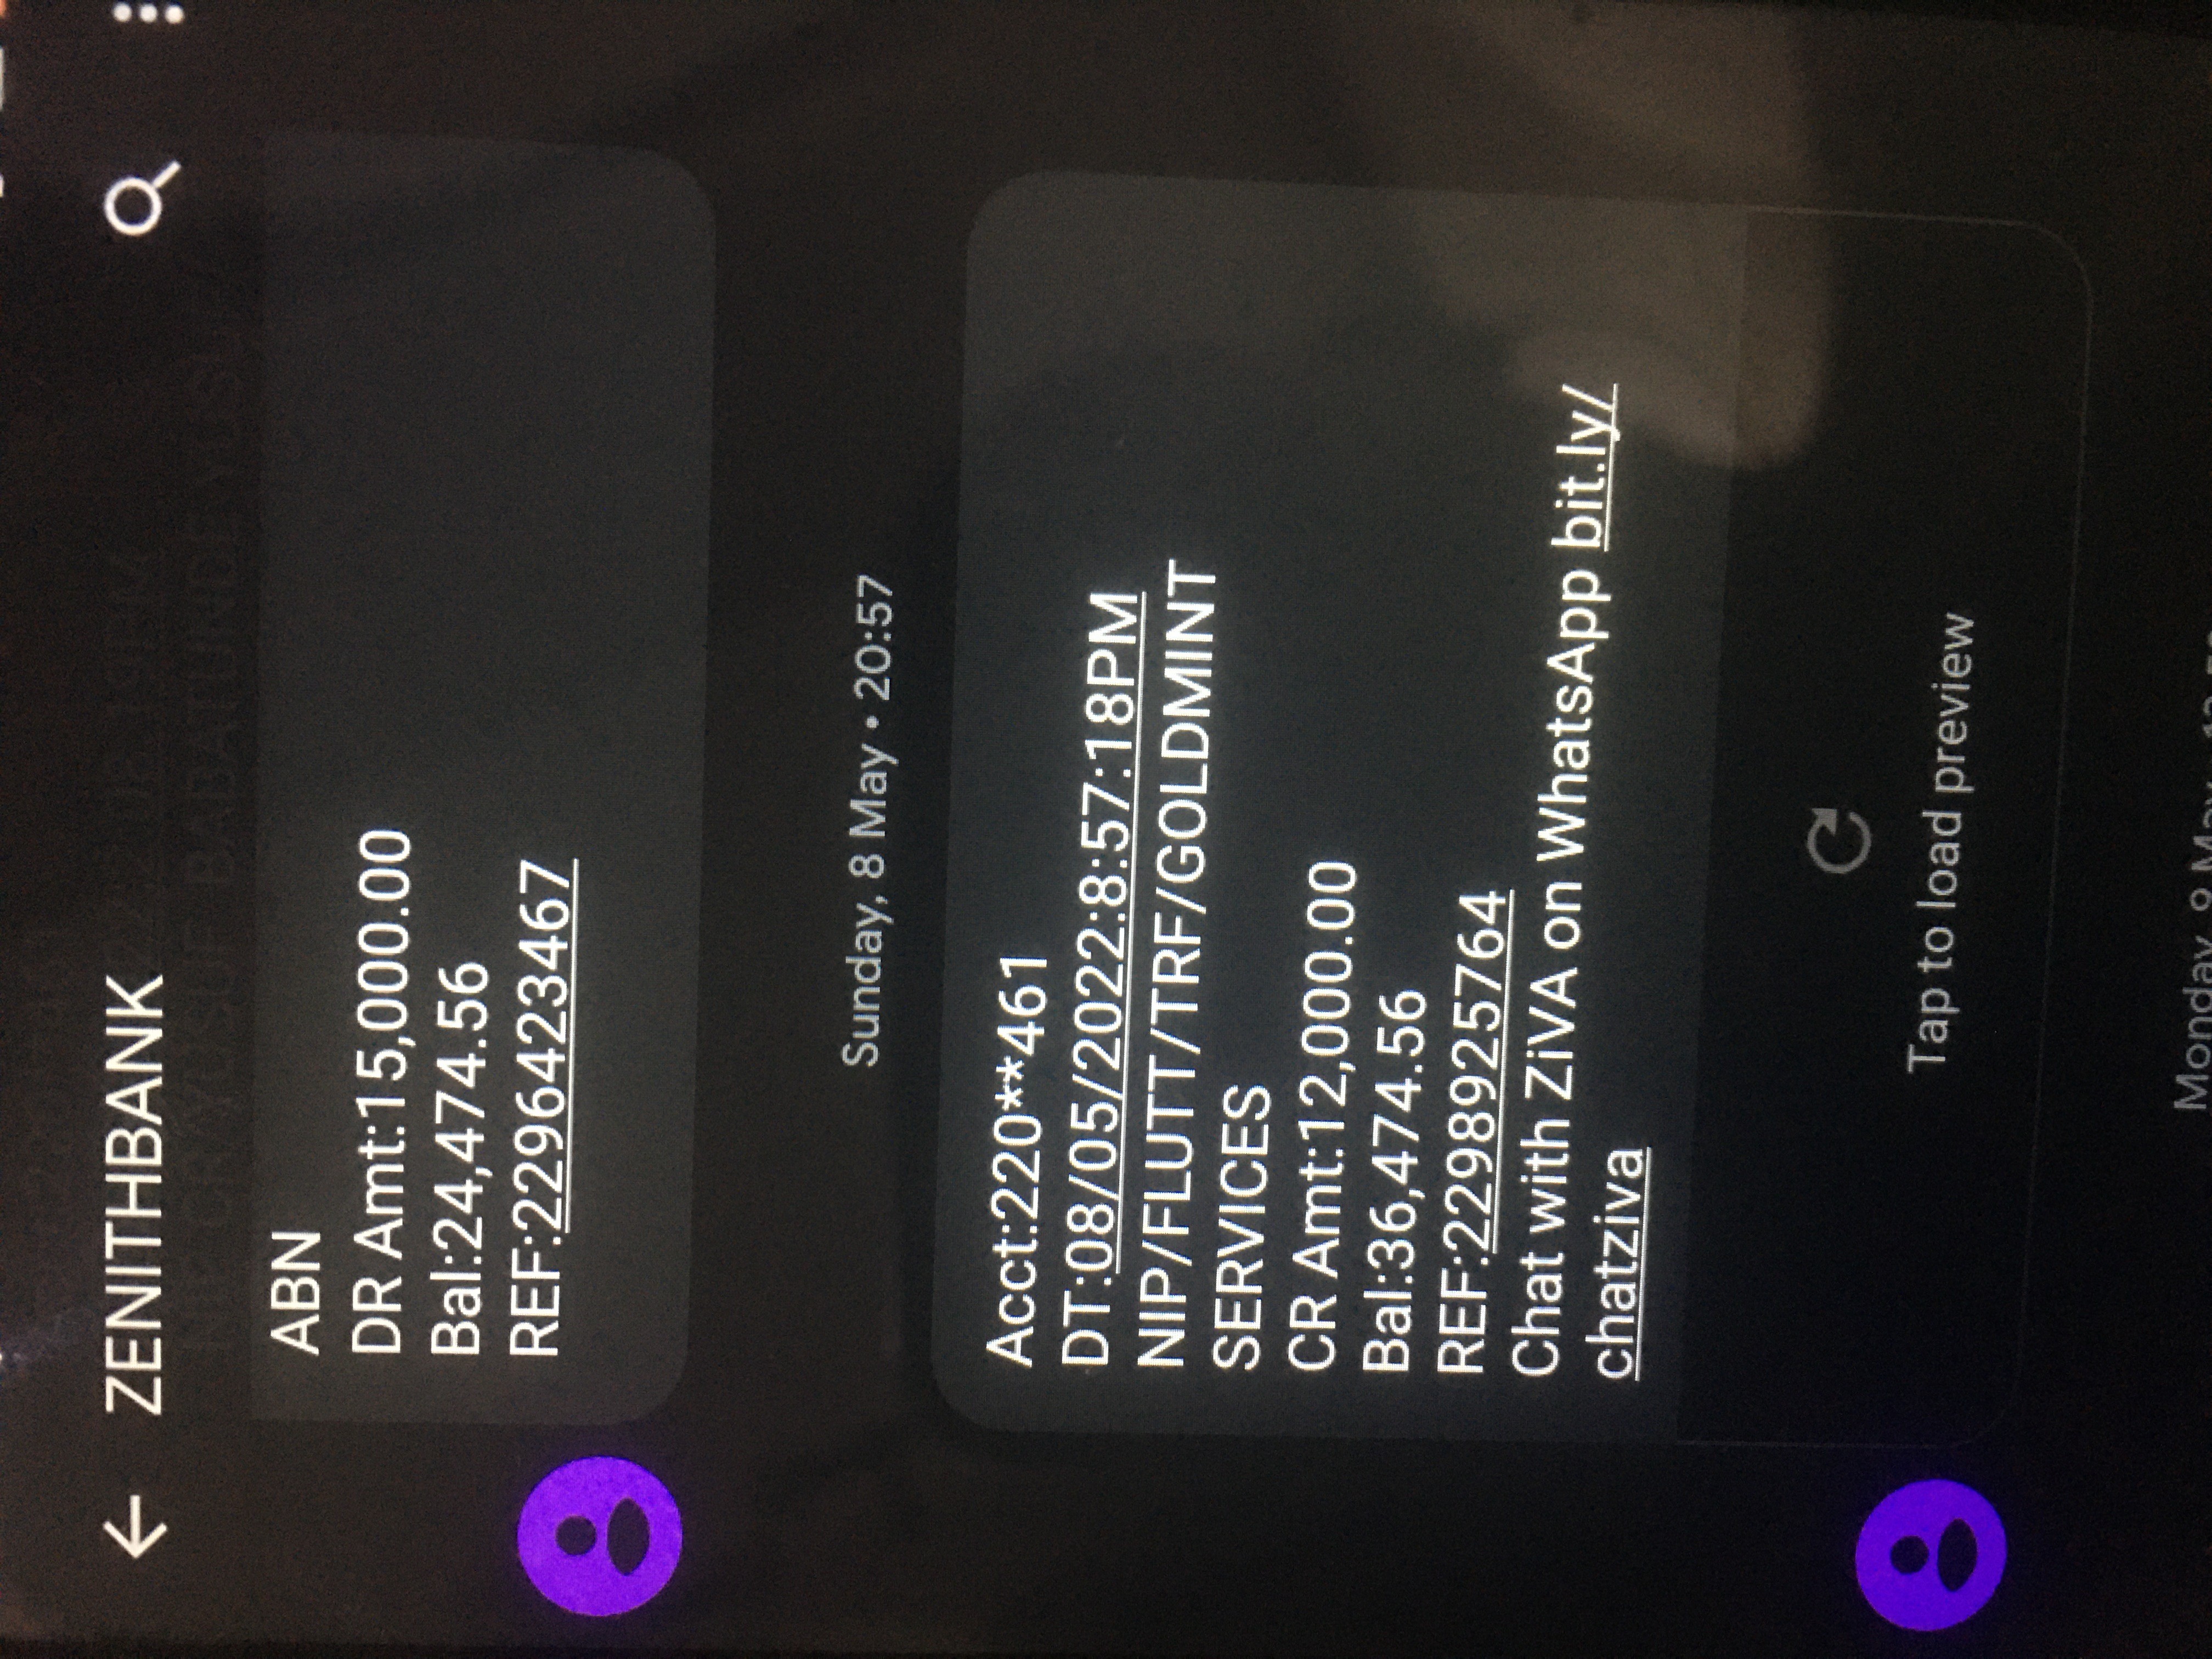 ZENITHBANK
ABN
DR Amt:15,000.00
Bal:24,474.56
REF:2296423467
Sunday, 8 May • 20:57
Acct:220**461
DT:08/05/2022:8:57:18PM
NIP/FLUTT/TRF/GOLDMINT
SERVICES
CR Amt:12,000.00
Bal:36,474.56
REF:2298925764
Chat with ZiVA on WhatsApp bit.ly/
chatziva
Tap to load preview
Monday, 9 May